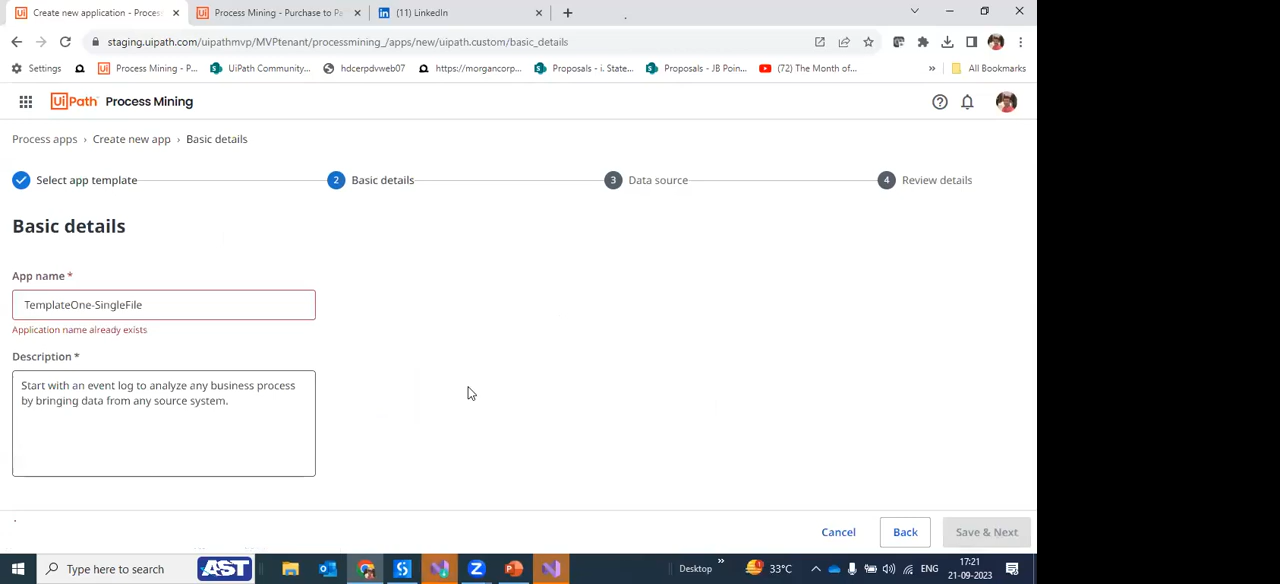 Create new application - Proces
Process Mining - Purchase to Pa
(11) LinkedIn
staging.uipath.com/uipathmvp/MVPtenant/processmining_/apps/new/uipath.custom/basic_details
Settings
Process Mining - P...
UiPath Community...
hdcerpdvweb07
https://morgancorp...
Proposals - i. State...
Proposals - JB Poin...
(72) The Month of...
»
All Bookmarks
UiPath Process Mining
Process apps › Create new app › Basic details
Select app template
2 Basic details
3 Data source
4 Review details
Basic details
App name *
TemplateOne-SingleFile
Application name already exists
Description *
Start with an event log to analyze any business process
by bringing data from any source system.
Cancel
Back
Save & Next
Type here to search
AST
Desktop
»
33°C
ENG
17:21
21-09-2023